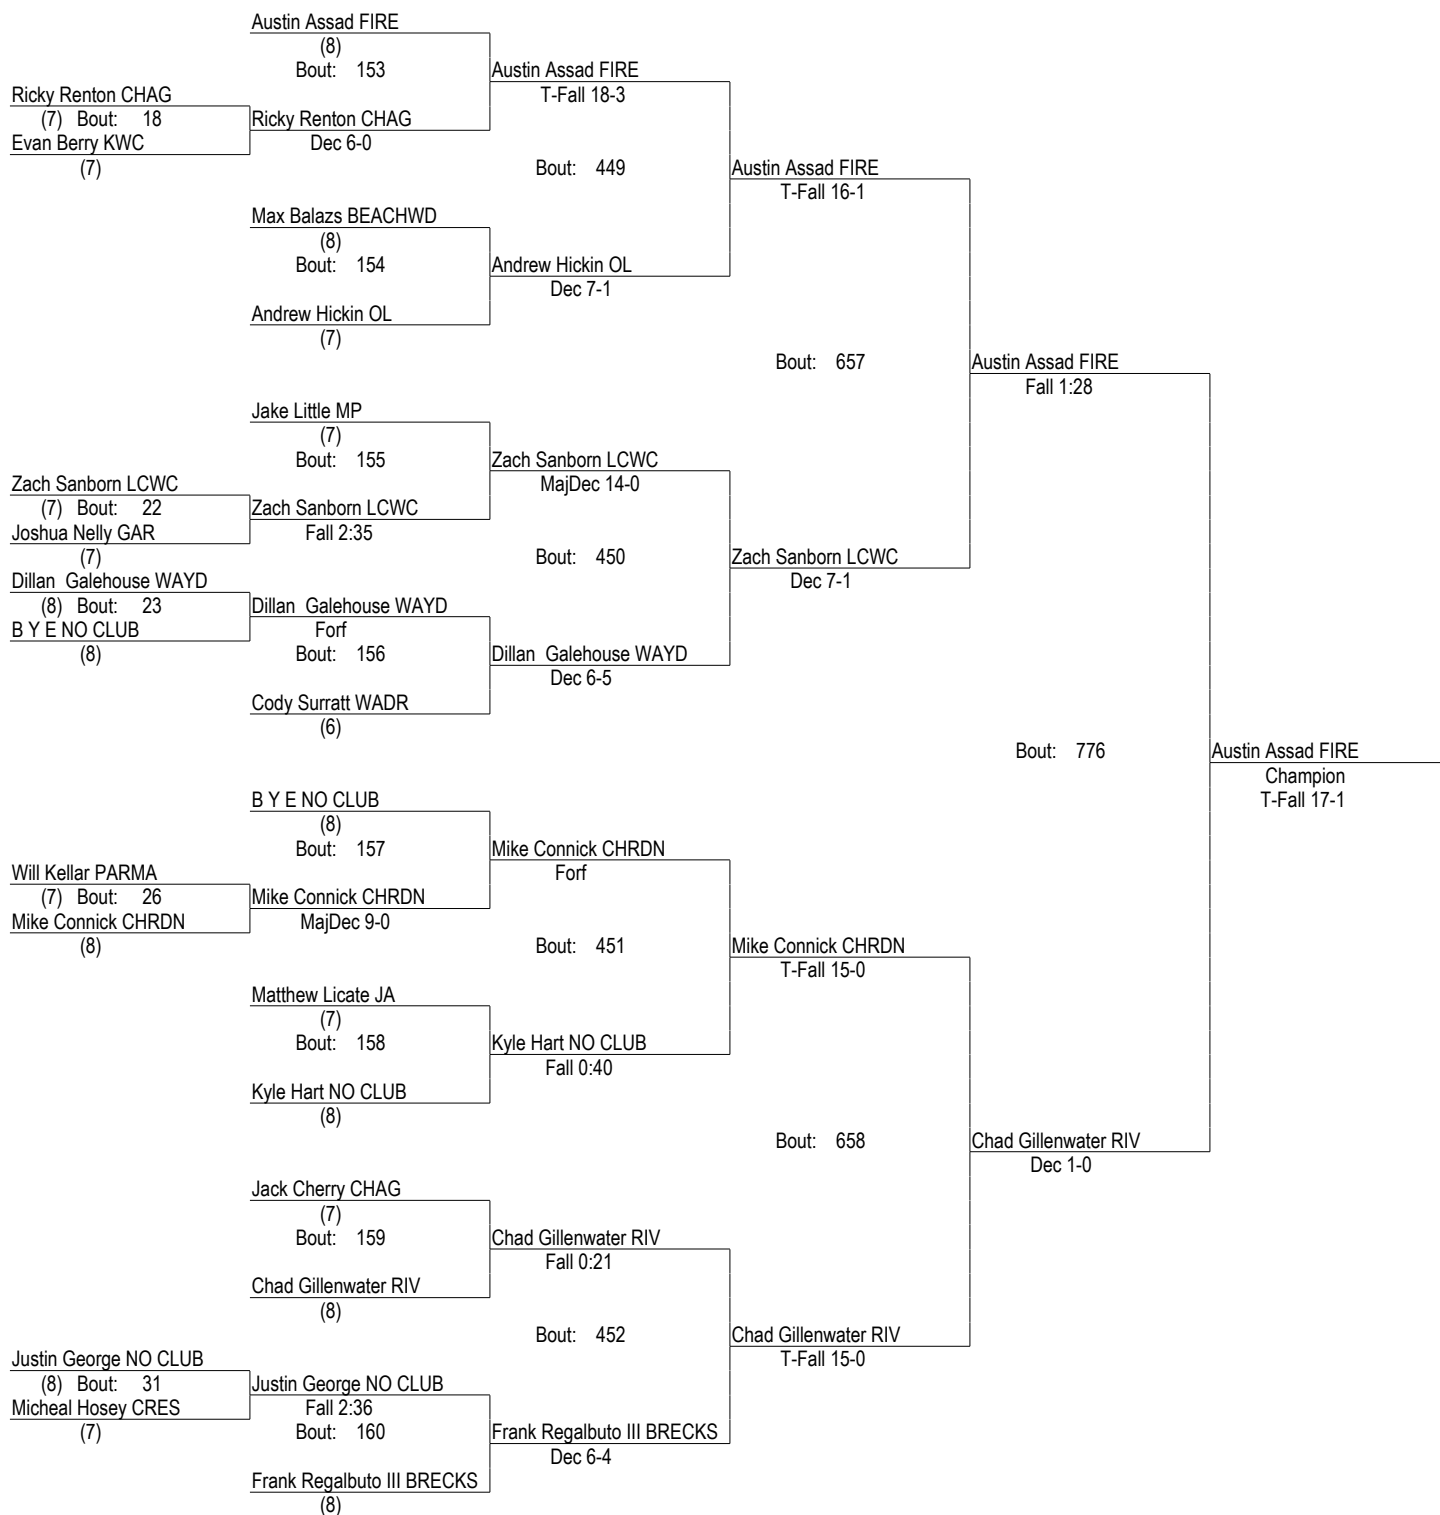 Austin Assad FIRE
(8)
Bout: 153
Austin Assad FIRE
Ricky Renton CHAG
T-Fall 18-3
(7) Bout: 18
Ricky Renton CHAG
Evan Berry KWC
Dec 6-0
(7)
Bout: 449
Austin Assad FIRE
T-Fall 16-1
Max Balazs BEACHWD
(8)
Bout: 154
Andrew Hickin OL
Dec 7-1
Andrew Hickin OL
(7)
Bout: 657
Austin Assad FIRE
Fall 1:28
Jake Little MP
(7)
Bout: 155
Zach Sanborn LCWC
Zach Sanborn LCWC
MajDec 14-0
(7) Bout: 22
Zach Sanborn LCWC
Joshua Nelly GAR
Fall 2:35
(7)
Bout: 450
Zach Sanborn LCWC
Dillan Galehouse WAYD
Dec 7-1
(8) Bout: 23
Dillan Galehouse WAYD
B Y E NO CLUB
Forf
(8)
Bout: 156
Dillan Galehouse WAYD
Dec 6-5
Cody Surratt WADR
(6)
Bout: 776
Austin Assad FIRE
Champion
T-Fall 17-1
B Y E NO CLUB
(8)
Bout: 157
Mike Connick CHRDN
Will Kellar PARMA
Forf
(7) Bout: 26
Mike Connick CHRDN
Mike Connick CHRDN
MajDec 9-0
(8)
Bout: 451
Mike Connick CHRDN
T-Fall 15-0
Matthew Licate JA
(7)
Bout: 158
Kyle Hart NO CLUB
Fall 0:40
Kyle Hart NO CLUB
(8)
Bout: 658
Chad Gillenwater RIV
Dec 1-0
Jack Cherry CHAG
(7)
Bout: 159
Chad Gillenwater RIV
Fall 0:21
Chad Gillenwater RIV
(8)
Bout: 452
Chad Gillenwater RIV
T-Fall 15-0
Justin George NO CLUB
(8) Bout: 31
Justin George NO CLUB
Micheal Hosey CRES
Fall 2:36
(7)
Bout: 160
Frank Regalbuto III BRECKS
Dec 6-4
Frank Regalbuto III BRECKS
(8)